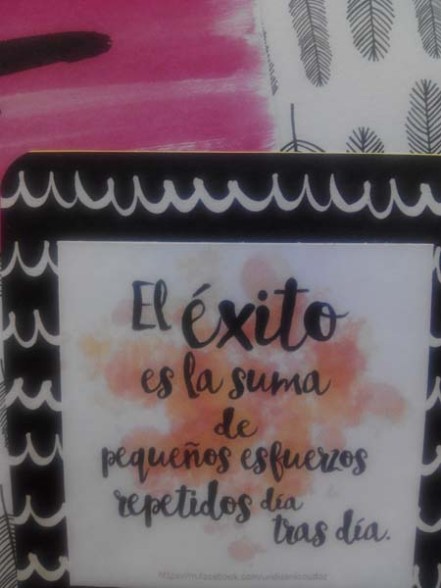 El éxito
es la suma
de
pequeños esfuerzos
repetidos día
tras día.